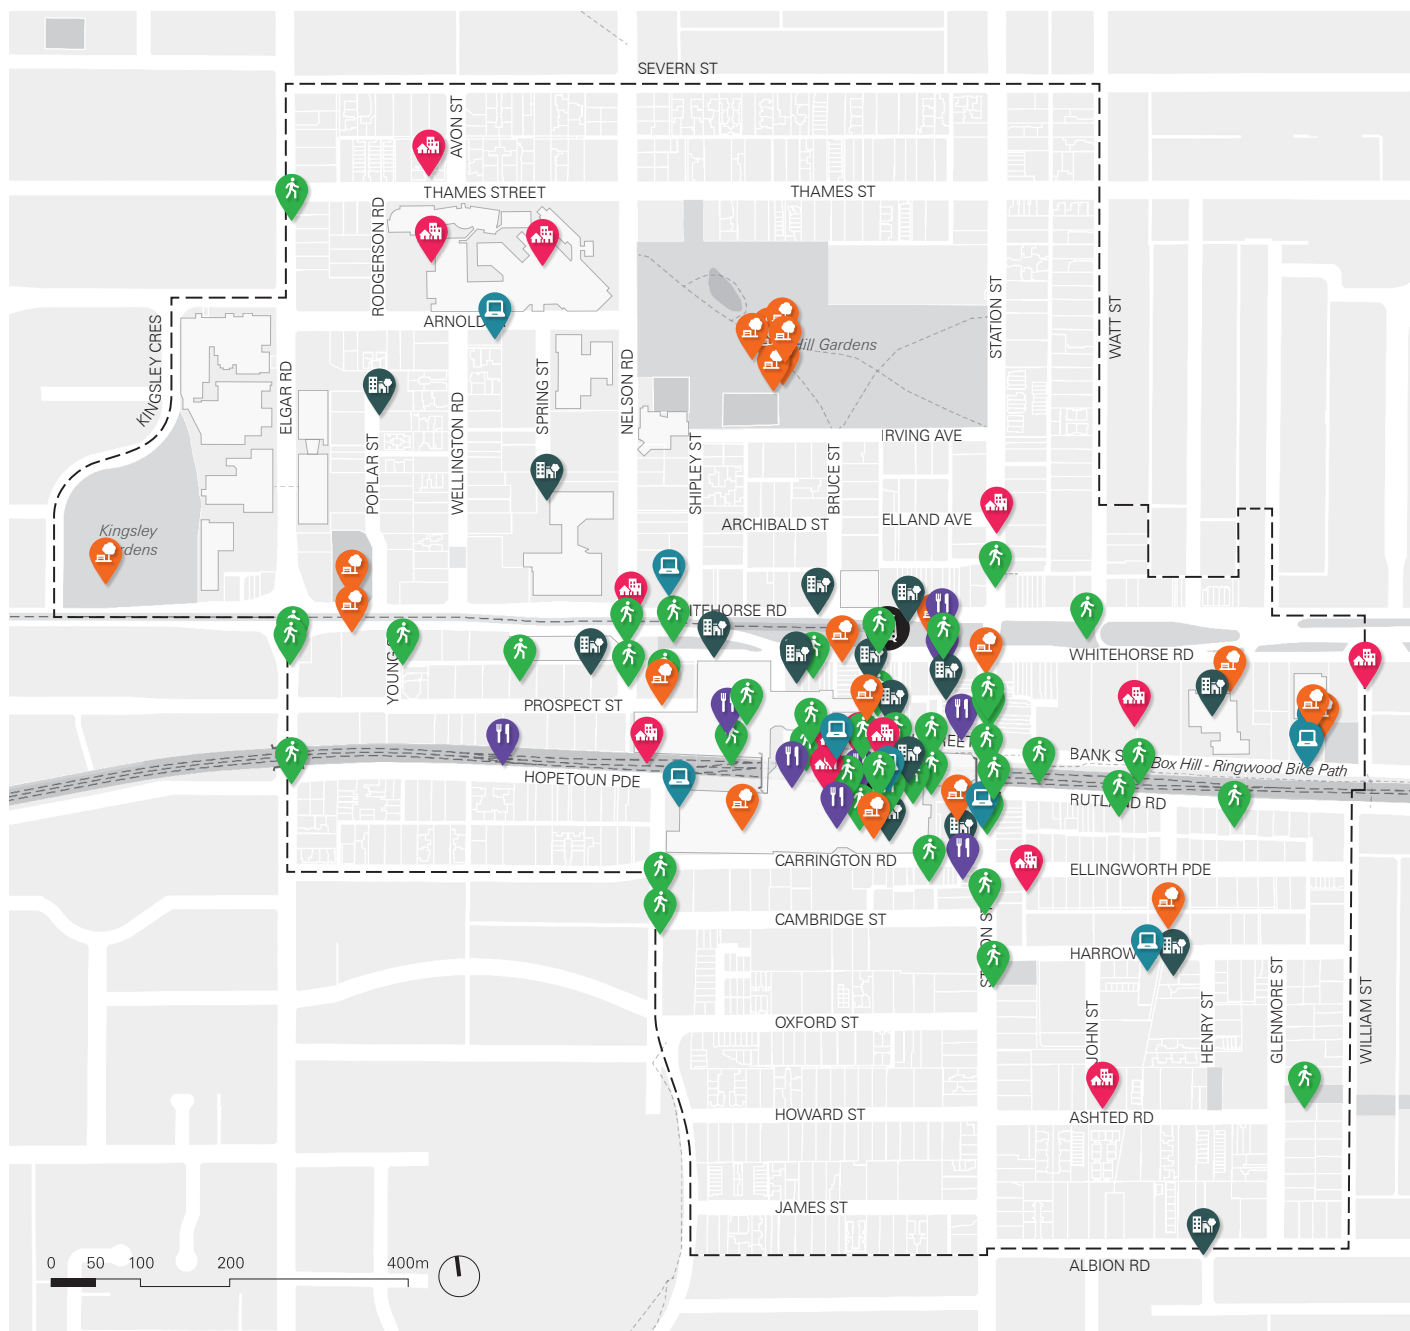 SEVERN ST
AVON ST
THAMES STREET
THAMES ST
RODGERSON RD
STATION ST
WATT ST
KINGSLEY CRES
ARNOLD
Hill Gardens
ELGAR RD
SPRING ST
NELSON RD
POPLAR ST
WELLINGTON RD
SHIPLEY ST
BRUCE ST
IRVING AVE
ARCHIBALD ST
ELLAND AVE
Kingsley
rdens
ITEHORSE RD
YOUNG
WHITEHORSE RD
PROSPECT ST
BANK S
Box Hill - Ringwood Bike Path
HOPETOUN PDE
RUTLAND RD
CARRINGTON RD
ELLINGWORTH PDE
CAMBRIDGE ST
HARROW
OXFORD ST
JOHN ST
HENRY ST
GLENMORE ST
WILLIAM ST
HOWARD ST
ASHTED RD
JAMES ST
ALBION RD
0 50 100 200 400m